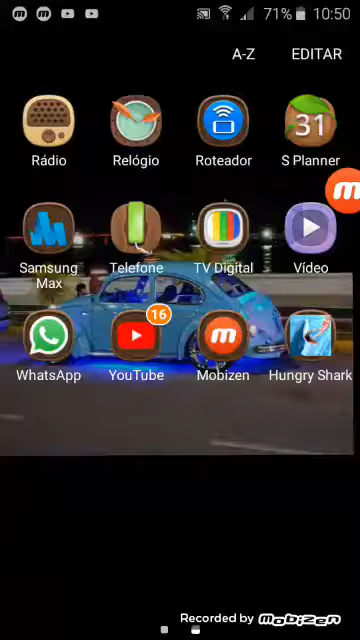 71% 10:50
A-Z EDITAR
31
Rádio Relógio Roteador S Planner
Samsung Max Telefone TV Digital Vídeo
16
WhatsApp YouTube Mobizen Hungry Shark
Recorded by Mobizen